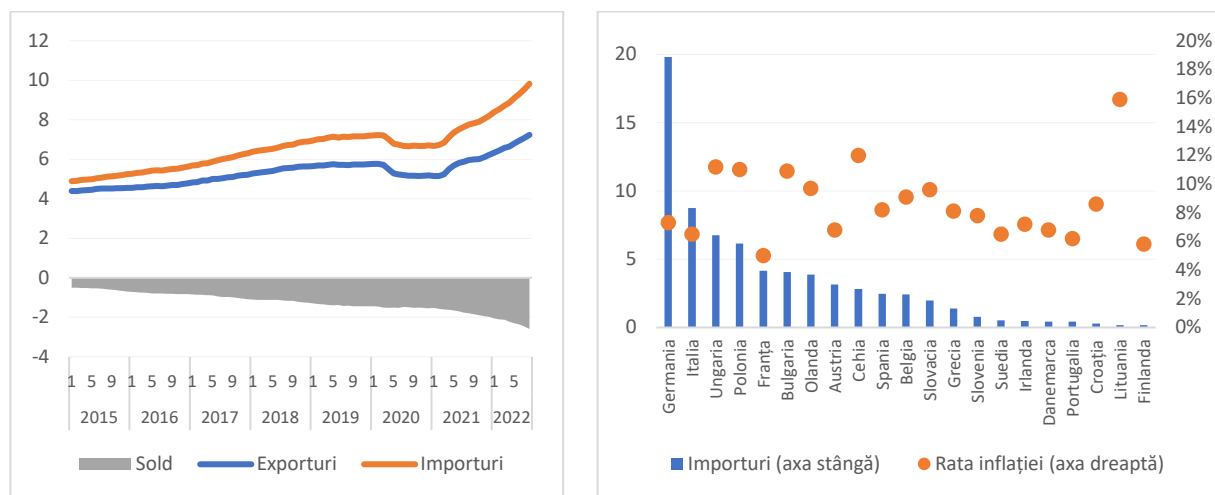 12
10
8
6
4
2
0
-2
-4
1 5 9 1 5 9 1 5 9 1 5 9 1 5 9 1 5 9 1 5 9 1 5
2015 2016 2017 2018 2019 2020 2021 2022
Sold Exporturi Importuri
20
15
10
5
0
20%
18%
16%
14%
12%
10%
8%
6%
4%
2%
0%
Germania
Italia
Ungaria
Polonia
Franța
Bulgaria
Olanda
Austria
Cehia
Spania
Belgia
Slovacia
Grecia
Slovenia
Suedia
Irlanda
Danemarca
Portugalia
Croația
Lituania
Finlanda
Importuri (axa stângă) Rata inflației (axa dreaptă)